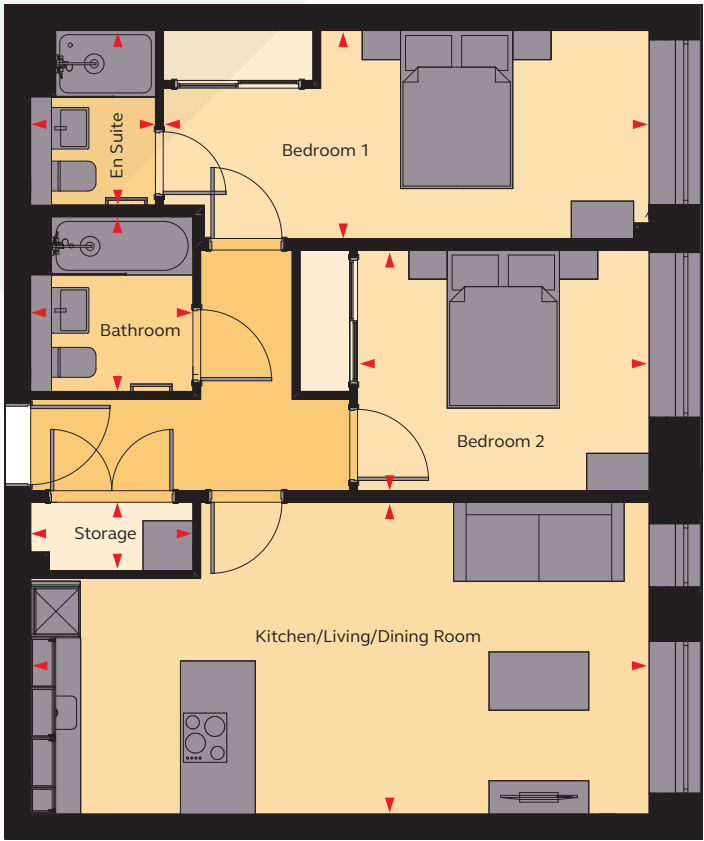 En Suite
Bedroom 1
Bathroom
Bedroom 2
Storage
Kitchen/Living/Dining Room